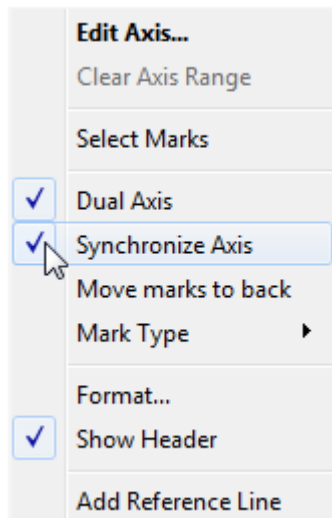 Edit Axis...
Clear Axis Range
Select Marks
Dual Axis
Synchronize Axis
Move marks to back
Mark Type
Format...
Show Header
Add Reference Line